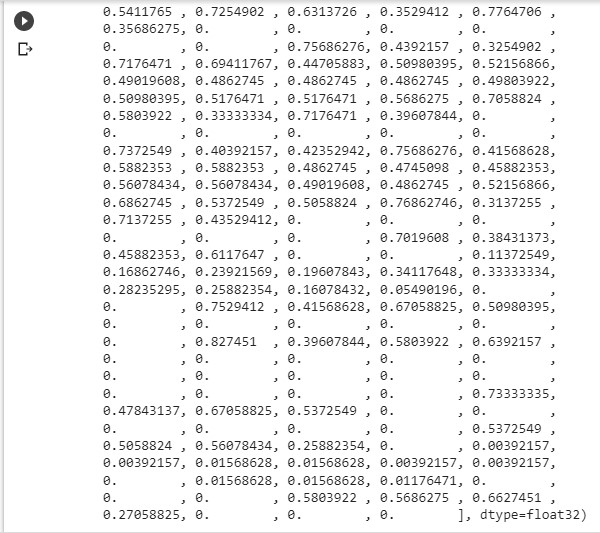 0.5411765 , 0.7254902 , 0.6313726 , 0.3529412 , 0.7764706 ,
0.35686275, 0.        , 0.        , 0.        , 0.        ,
0.        , 0.        , 0.75686276, 0.4392157 , 0.3254902 ,
0.7176471 , 0.69411767, 0.44705883, 0.50980395, 0.52156866,
0.49019608, 0.4862745 , 0.4862745 , 0.4862745 , 0.49803922,
0.50980395, 0.5176471 , 0.5176471 , 0.5686275 , 0.7058824 ,
0.5803922 , 0.33333334, 0.7176471 , 0.39607844, 0.        ,
0.        , 0.        , 0.        , 0.        , 0.        ,
0.7372549 , 0.40392157, 0.42352942, 0.75686276, 0.41568628,
0.5882353 , 0.5882353 , 0.4862745 , 0.4745098 , 0.45882353,
0.56078434, 0.56078434, 0.49019608, 0.4862745 , 0.52156866,
0.6862745 , 0.5372549 , 0.5058824 , 0.76862746, 0.3137255 ,
0.7137255 , 0.43529412, 0.        , 0.        , 0.        ,
0.        , 0.        , 0.        , 0.7019608 , 0.38431373,
0.45882353, 0.6117647 , 0.        , 0.        , 0.11372549,
0.16862746, 0.23921569, 0.19607843, 0.34117648, 0.33333334,
0.28235295, 0.25882354, 0.16078432, 0.05490196, 0.        ,
0.        , 0.7529412 , 0.41568628, 0.67058825, 0.50980395,
0.        , 0.        , 0.        , 0.        , 0.        ,
0.        , 0.827451  , 0.39607844, 0.5803922 , 0.6392157 ,
0.        , 0.        , 0.        , 0.        , 0.        ,
0.        , 0.        , 0.        , 0.        , 0.        ,
0.        , 0.        , 0.        , 0.        , 0.73333335,
0.47843137, 0.67058825, 0.5372549 , 0.        , 0.        ,
0.        , 0.        , 0.        , 0.        , 0.5372549 ,
0.5058824 , 0.56078434, 0.25882354, 0.        , 0.00392157,
0.00392157, 0.01568628, 0.01568628, 0.00392157, 0.00392157,
0.        , 0.01568628, 0.01568628, 0.01176471, 0.        ,
0.        , 0.        , 0.5803922 , 0.5686275 , 0.6627451 ,
0.27058825, 0.        , 0.        , 0.        ], dtype=float32)